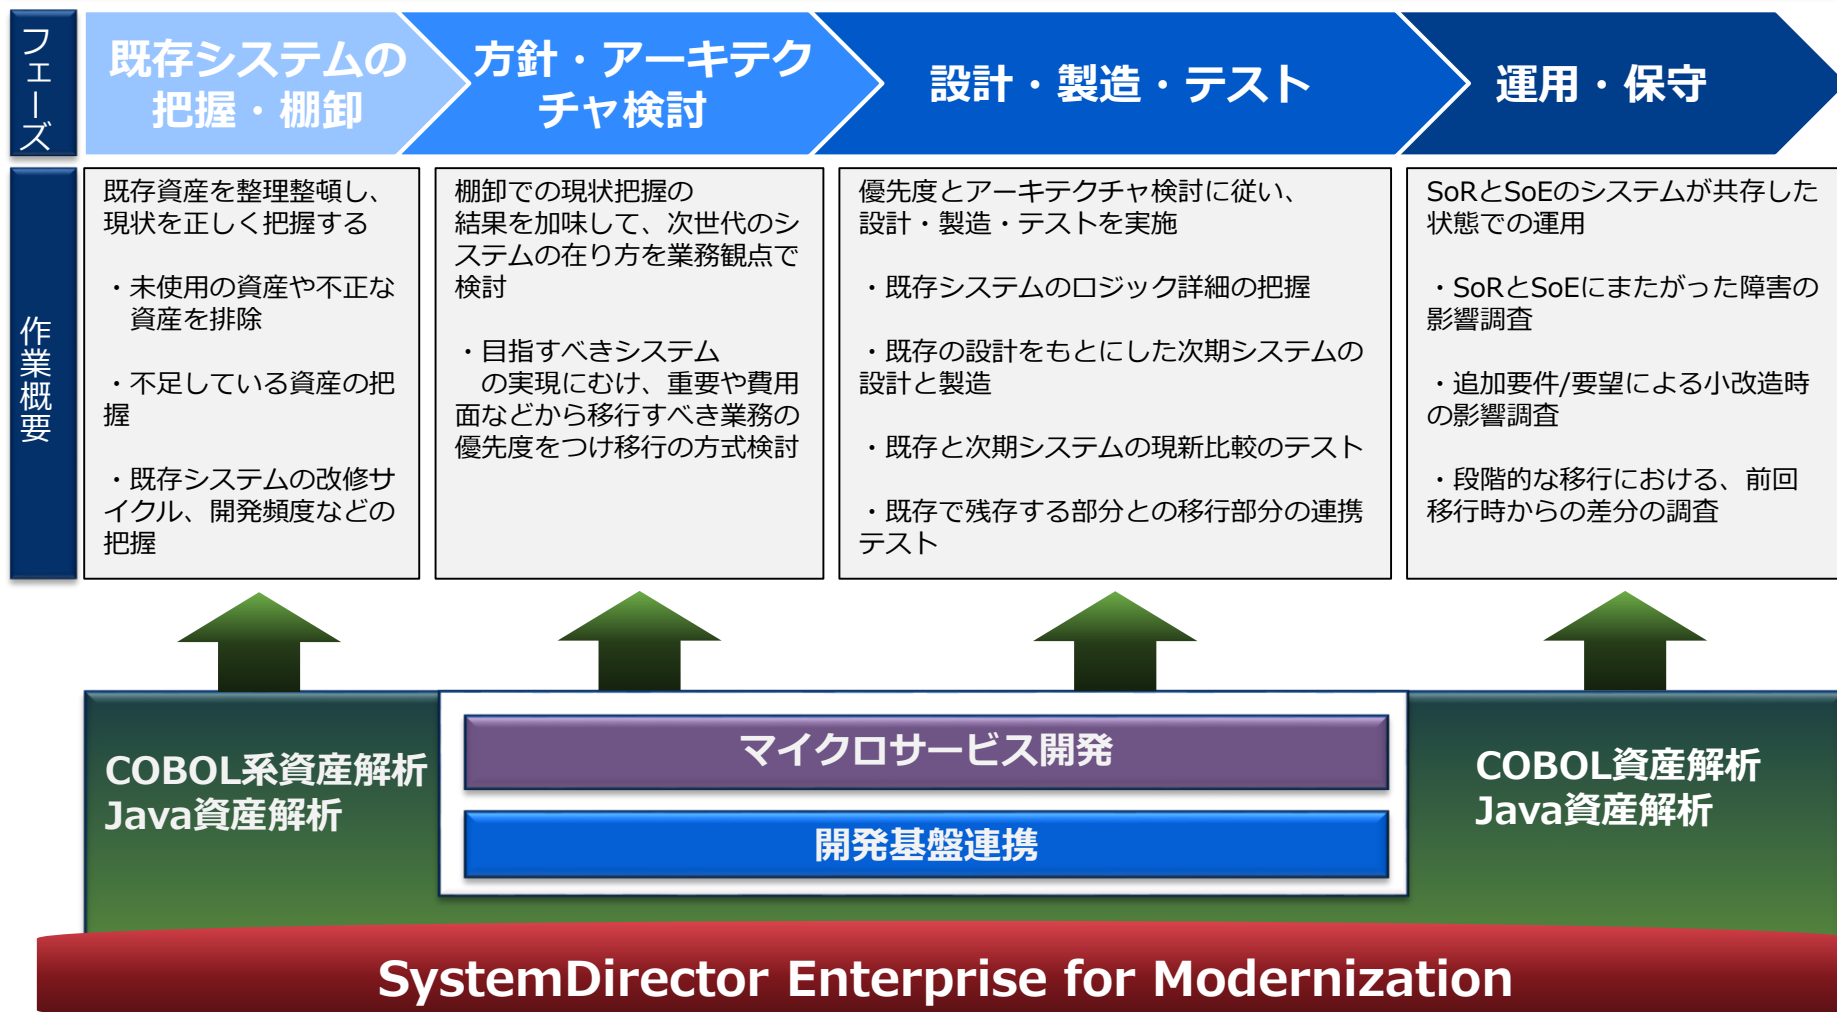 フェーズ
既存システムの
把握・棚卸
方針・アーキテク
チャ検討
設計・製造・テスト
運用・保守
作業概要
既存資産を整理整頓し、
現状を正しく把握する
・未使用の資産や不正な
資産を排除
・不足している資産の把
握
・既存システムの改修サ
イクル、開発頻度などの
把握
棚卸での現状把握の
結果を加味して、次世代のシ
ステムの在り方を業務観点で
検討
・目指すべきシステム
の実現にむけ、重要や費用
面などから移行すべき業務の
優先度をつけ移行の方式検討
優先度とアーキテクチャ検討に従い、
設計・製造・テストを実施
・既存システムのロジック詳細の把握
・既存の設計をもとにした次期システムの
設計と製造
・既存と次期システムの現新比較のテスト
・既存で残存する部分との移行部分の連携
テスト
SoRとSoEのシステムが共存した
状態での運用
・SoRとSoEにまたがった障害の
影響調査
・追加要件/要望による小改造時
の影響調査
・段階的な移行における、前回
移行時からの差分の調査
COBOL系資産解析
Java資産解析
マイクロサービス開発
開発基盤連携
COBOL資産解析
Java資産解析
SystemDirector Enterprise for Modernization